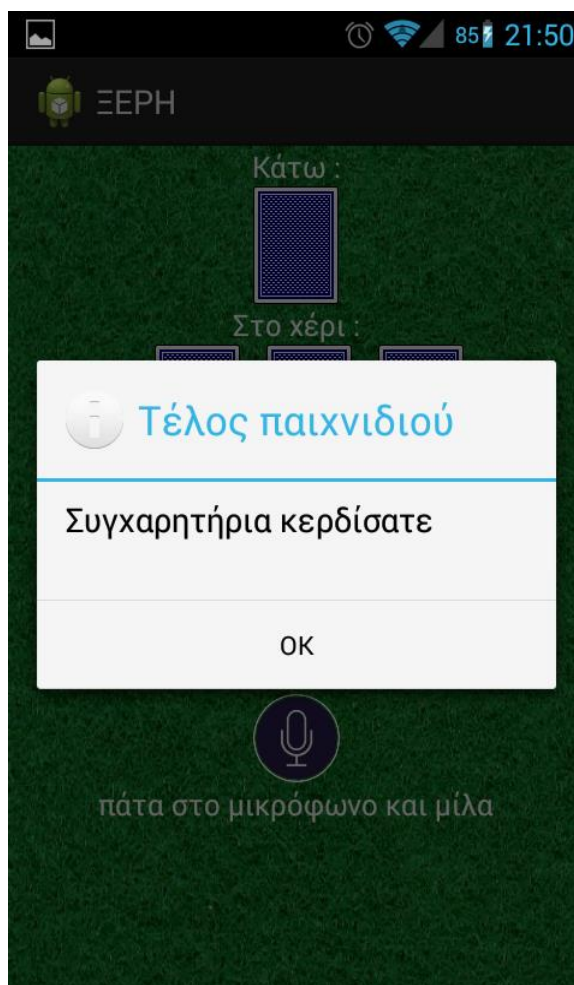 85 21:50
ΞΕΡΗ
Κάτω :
Στο χέρι :
Τέλος παιχνιδιού
Συγχαρητήρια κερδίσατε
OK
πάτα στο μικρόφωνο και μίλα